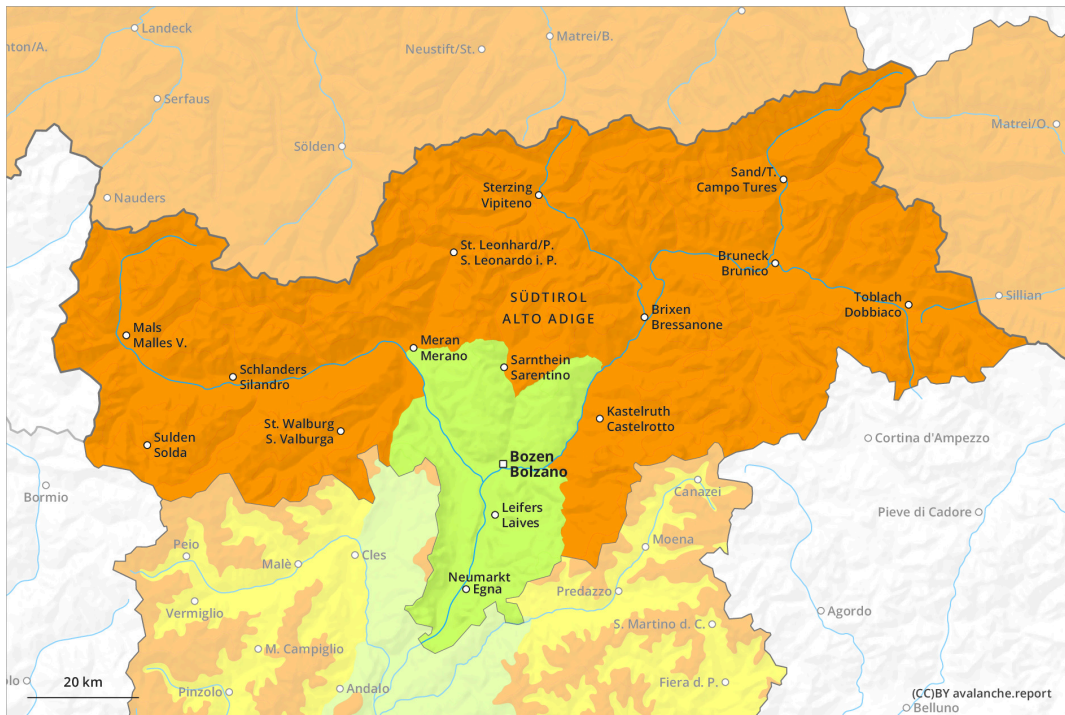 Landeck
nton/A.
Neustift/St.
Matrei/B.
Serfaus
Matrei/O.
Sölden
Nauders
Sterzing
Vipiteno
Sand/T.
Campo Tures
St. Leonhard/P.
S. Leonardo i. P.
Bruneck
Brunico
SÜDTIROL
ALTO ADIGE
Toblach
Dobbiaco
Sillian
Mals
Malles V.
Meran
Merano
Brixen
Bressanone
Schlanders
Silandro
Sarnthein
Sarentino
St. Walburg
S. Valburga
Kastelruth
Castelrotto
Sulden
Solda
Cortina d'Ampezzo
Bozen
Bolzano
Bormio
Canazei
Leifers
Laives
Pieve di Cadore
Peio
Malè
Cles
Moena
Neumarkt
Egna
Predazzo
Vermiglio
Agordo
S. Martino d. C.
M. Campiglio
20 km
olo
Pinzolo
Andalo
Fiera d. P.
(CC)BY avalanche.report
Belluno